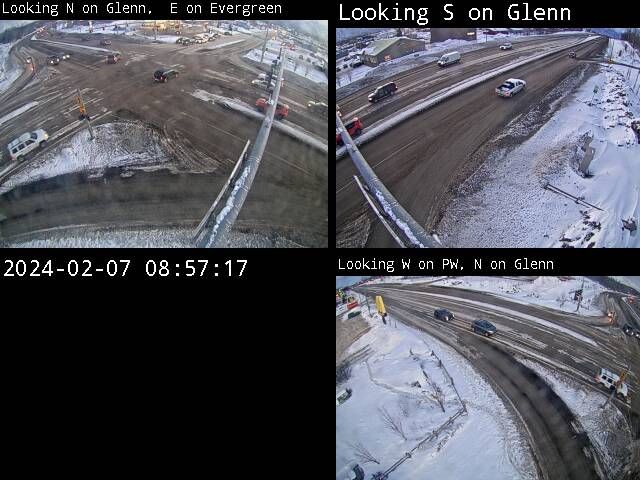 Looking N on Glenn,  E on Evergreen
Looking S on Glenn
2024-02-07 08:57:17
Looking W on PW, N on Glenn